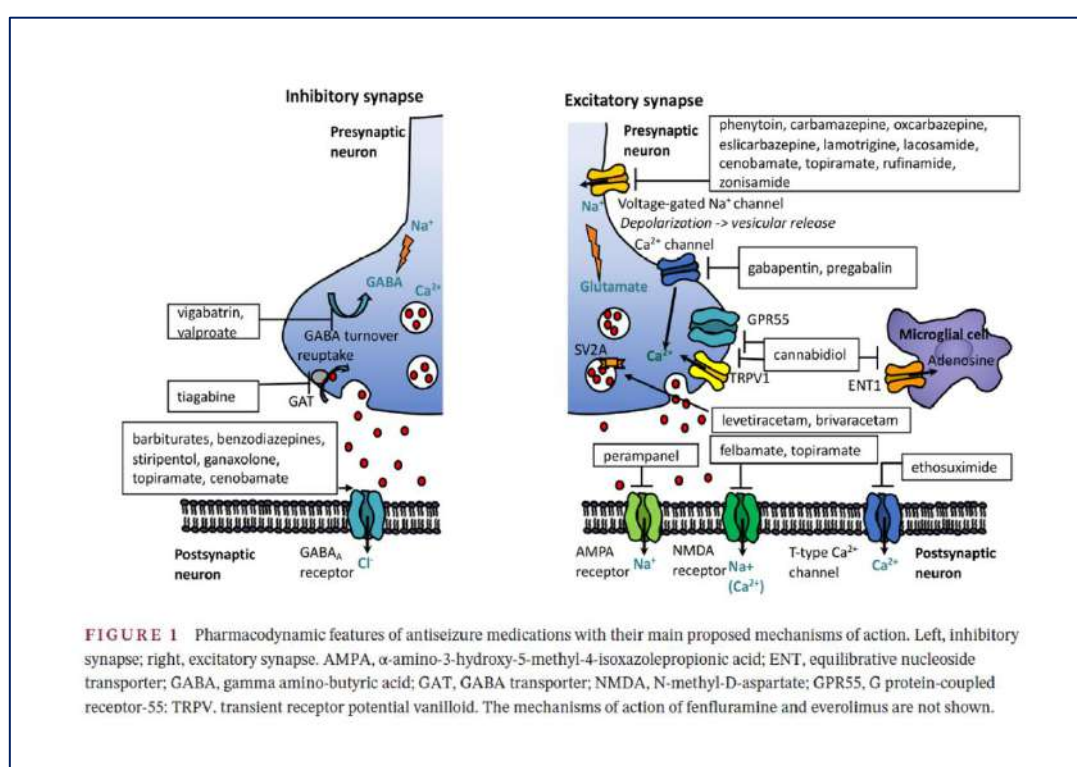 Inhibitory synapse
Presynaptic
neuron
Na⁺
GABA
Ca²⁺
vigabatrin,
valproate
GABA turnover
reuptake
tiagabine
GAT
barbiturates, benzodiazepines,
stiripentol, ganaxolone,
topiramate, cenobamate
Postsynaptic
neuron
GABA_A
receptor
Cl⁻
Excitatory synapse
Presynaptic
neuron
phenytoin, carbamazepine, oxcarbazepine,
eslicarbazepine, lamotrigine, lacosamide,
cenobamate, topiramate, rufinamide,
zonisamide
Na⁺
Voltage-gated Na⁺ channel
Depolarization -> vesicular release
Ca²⁺ channel
gabapentin, pregabalin
Glutamate
GPR55
Microglial cell
Adenosine
SV2A
Ca²⁺
cannabidiol
TRPV1
ENT1
levetiracetam, brivaracetam
perampanel
felbamate, topiramate
ethosuximide
AMPA
receptor
Na⁺
NMDA
receptor
Na+
(Ca²⁺)
T-type Ca²⁺
channel
Ca²⁺
Postsynaptic
neuron
FIGURE 1 Pharmacodynamic features of antiseizure medications with their main proposed mechanisms of action. Left, inhibitory
synapse; right, excitatory synapse. AMPA, α-amino-3-hydroxy-5-methyl-4-isoxazolepropionic acid; ENT, equilibrative nucleoside
transporter; GABA, gamma amino-butyric acid; GAT, GABA transporter; NMDA, N-methyl-D-aspartate; GPR55, G protein-coupled
receptor-55; TRPV, transient receptor potential vanilloid. The mechanisms of action of fenfluramine and everolimus are not shown.